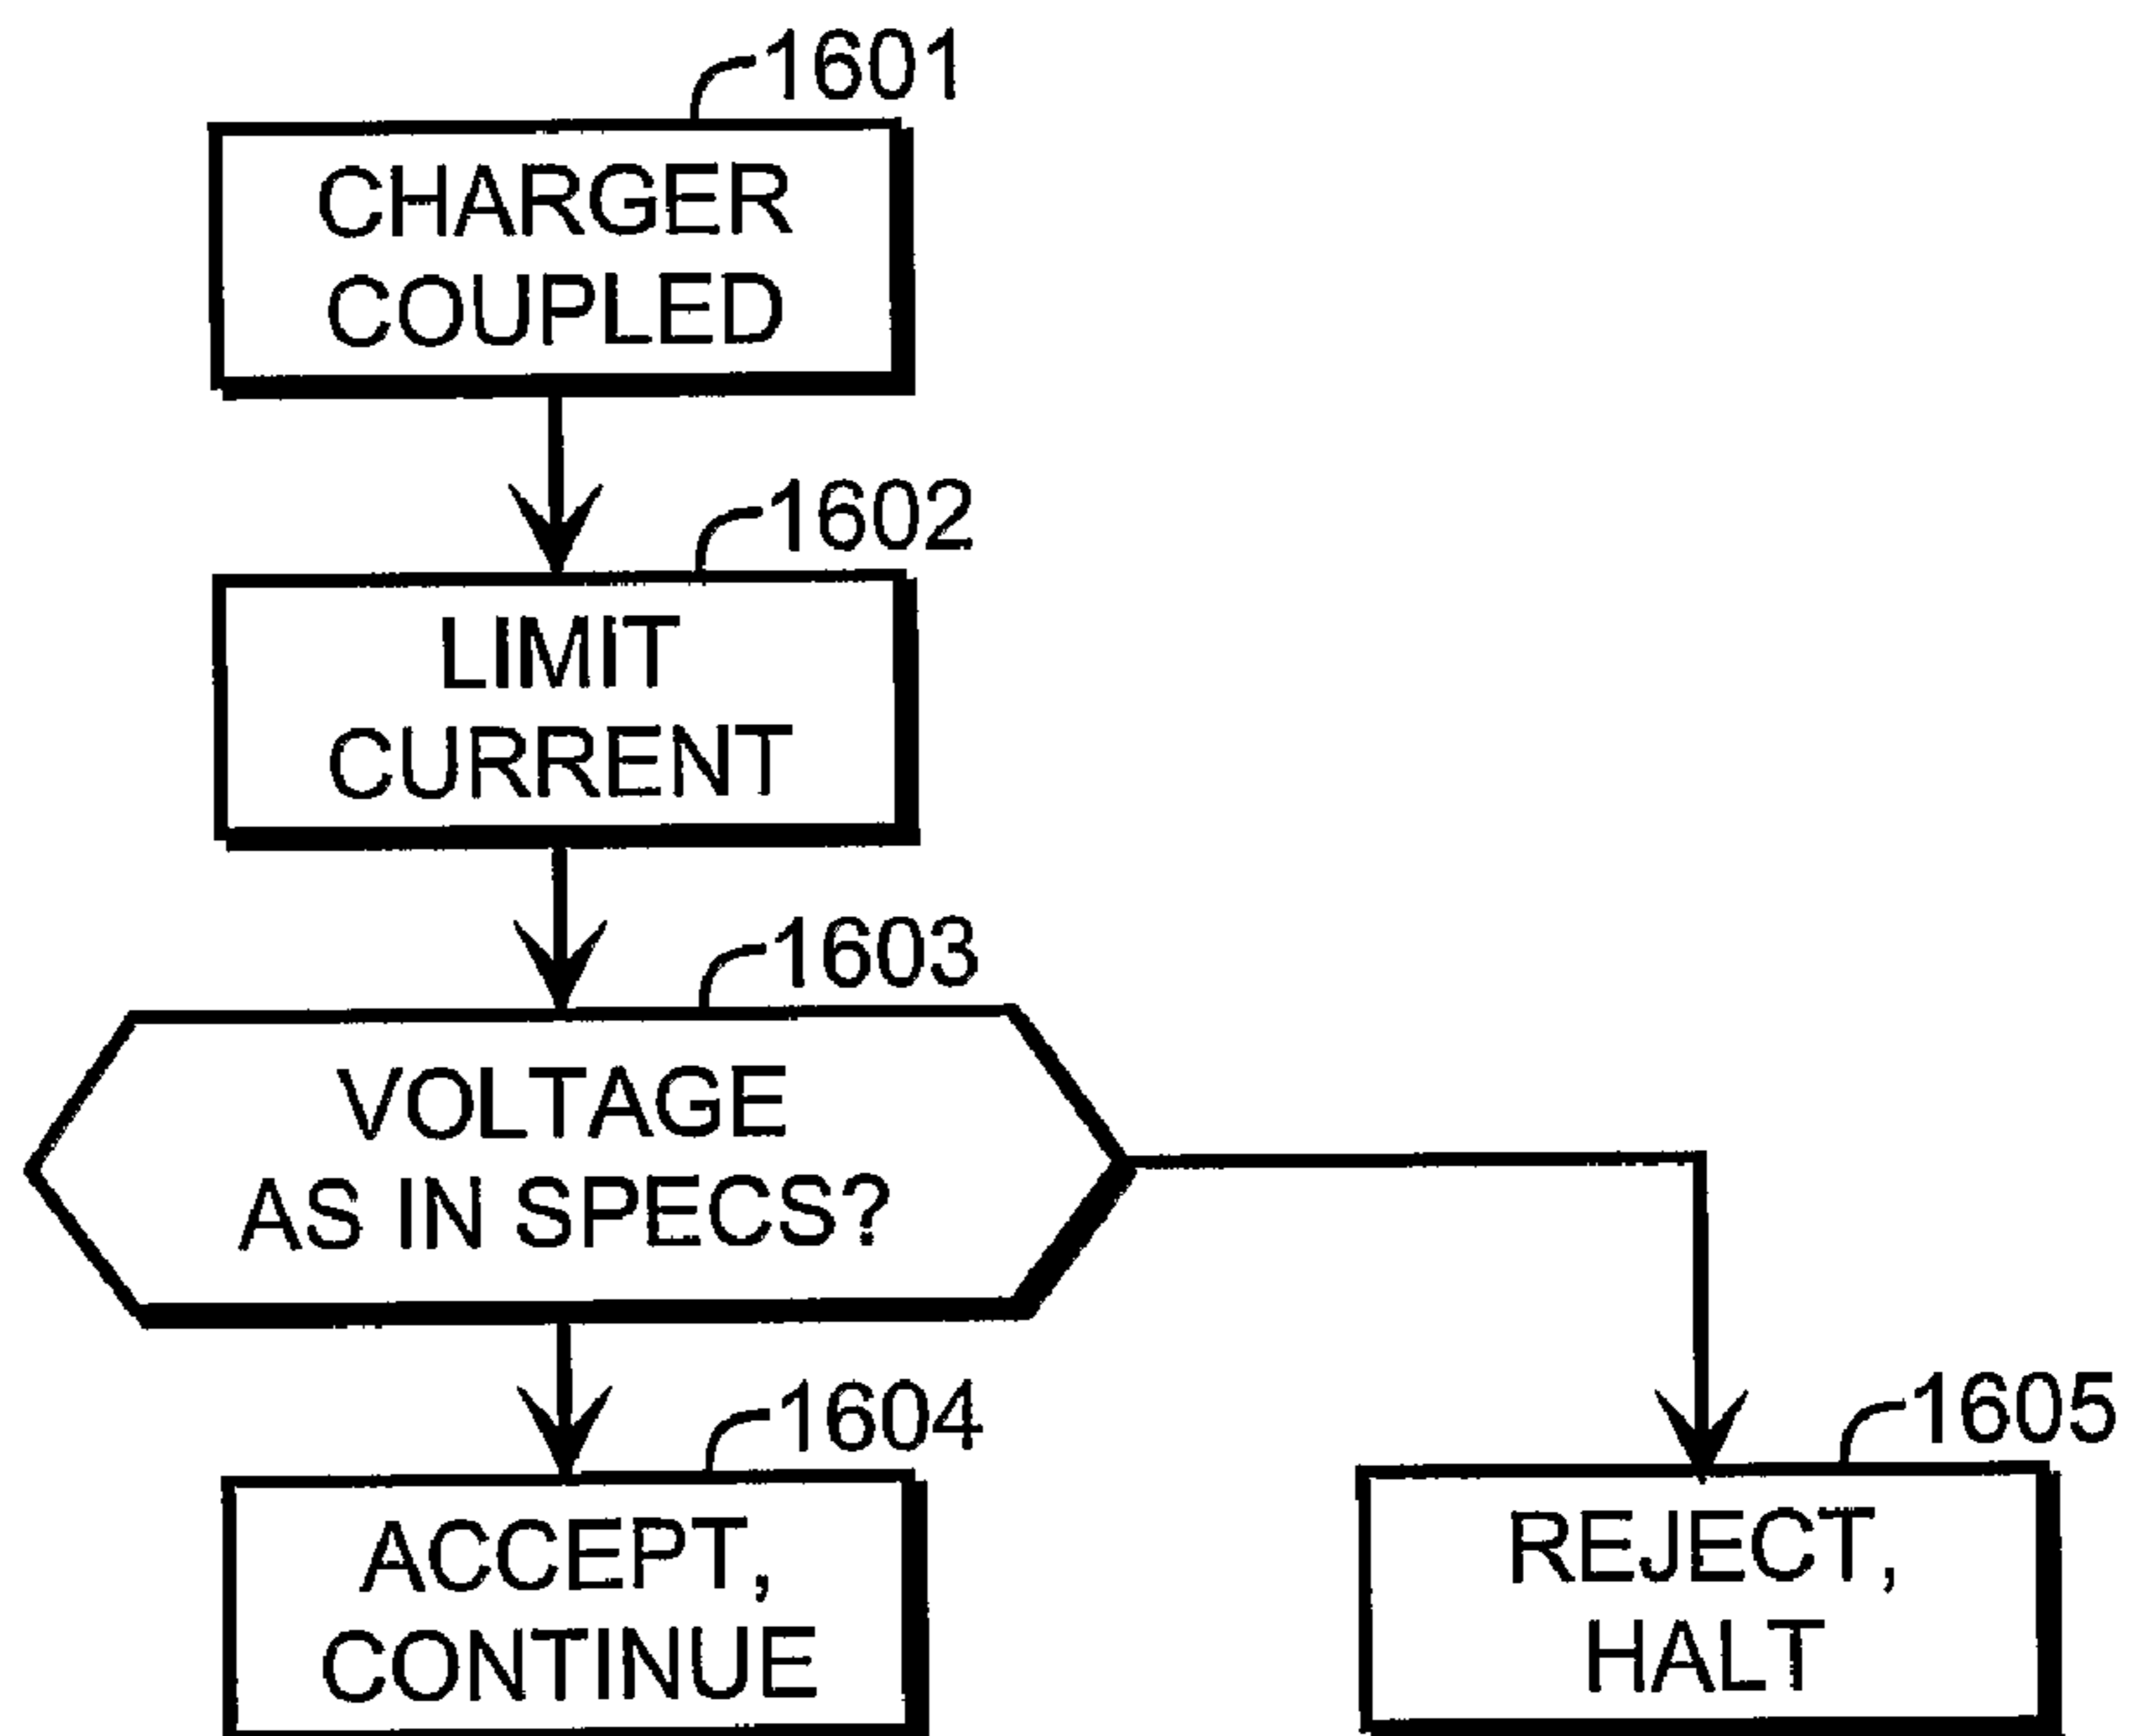 1601
CHARGER
COUPLED
1602
LIMIT
CURRENT
1603
VOLTAGE
AS IN SPECS?
1604
ACCEPT,
CONTINUE
1605
REJECT,
HALT